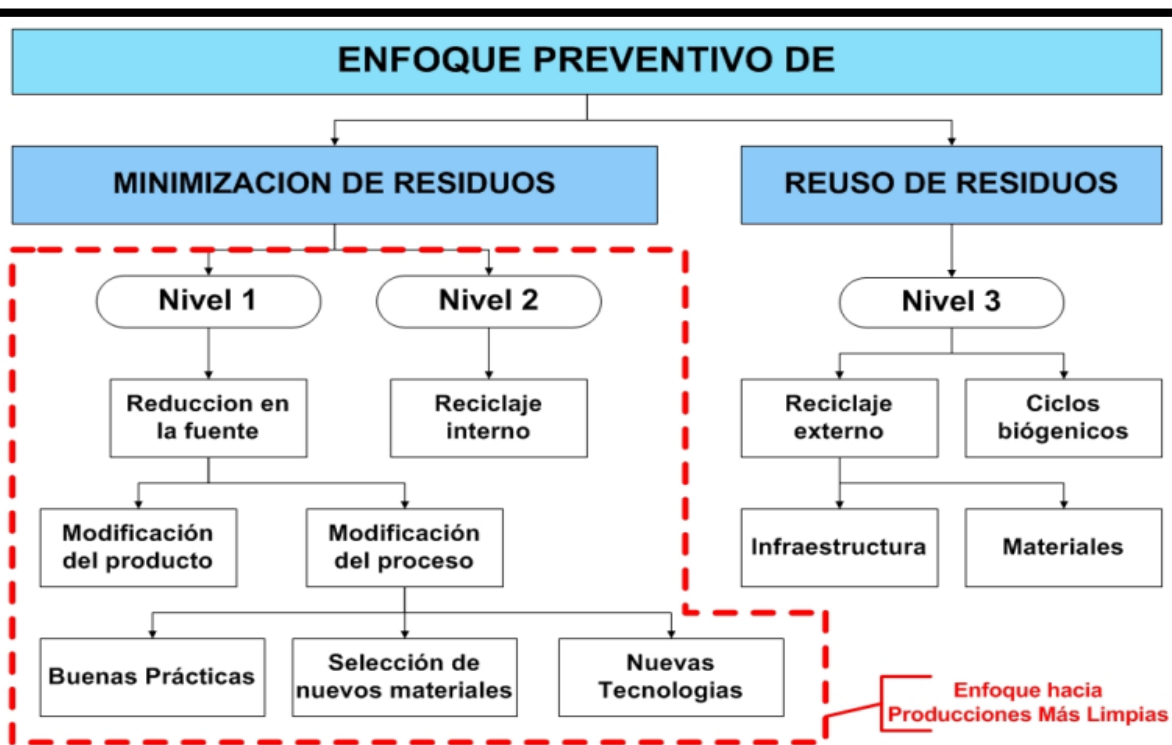 ENFOQUE PREVENTIVO DE
MINIMIZACION DE RESIDUOS
REUSO DE RESIDUOS
Nivel 1
Nivel 2
Nivel 3
Reduccion en
la fuente
Reciclaje
interno
Reciclaje
externo
Ciclos
biógenicos
Modificación
del producto
Modificación
del proceso
Infraestructura
Materiales
Buenas Prácticas
Selección de
nuevos materiales
Nuevas
Tecnologias
Enfoque hacia
Producciones Más Limpias